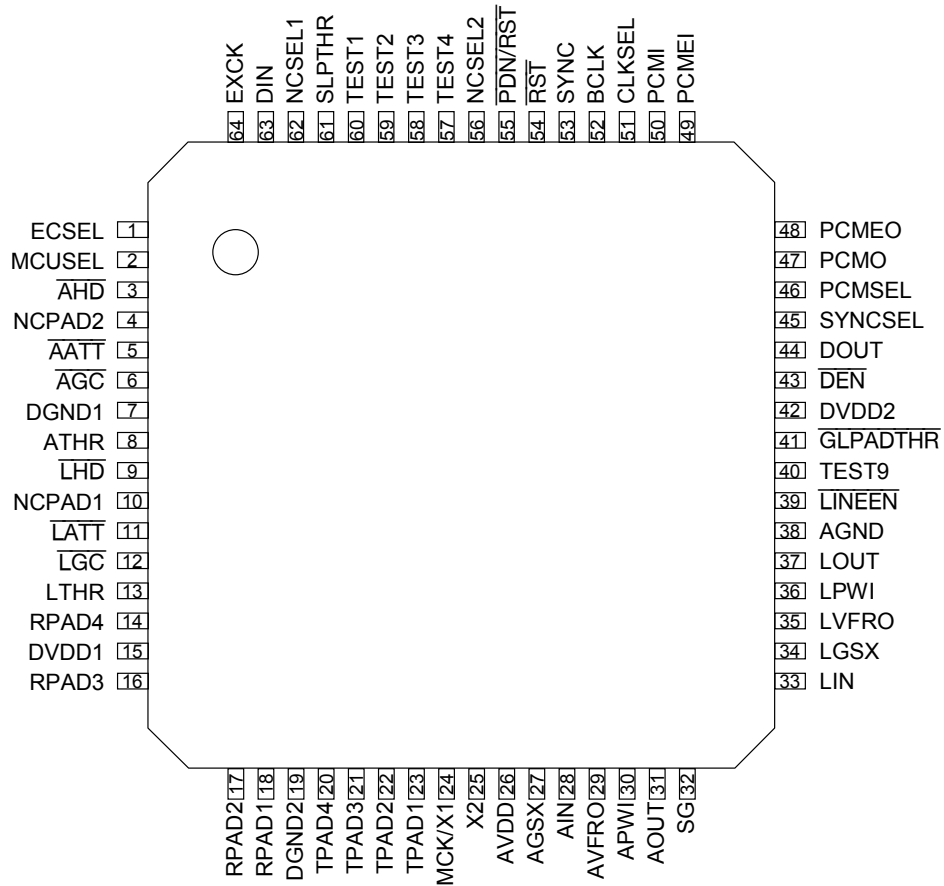 EXCK
DIN
NCSEL1
SLPTHR
TEST1
TEST2
TEST3
TEST4
NCSEL2
PDN/RST
RST
SYNC
BCLK
CLKSEL
PCMI
PCMEI
64
63
62
61
60
59
58
57
56
55
54
53
52
51
50
49
ECSEL 1
MCUSEL 2
AHD 3
NCPAD2 4
AATT 5
AGC 6
DGND1 7
ATHR 8
LHD 9
NCPAD1 10
LATT 11
LGC 12
LTHR 13
RPAD4 14
DVDD1 15
RPAD3 16
48 PCMEO
47 PCMO
46 PCMSEL
45 SYNCSEL
44 DOUT
43 DEN
42 DVDD2
41 GLPADTHR
40 TEST9
39 LINEEN
38 AGND
37 LOUT
36 LPWI
35 LVFRO
34 LGSX
33 LIN
RPAD2 17
RPAD1 18
DGND2 19
TPAD4 20
TPAD3 21
TPAD2 22
TPAD1 23
MCK/X1 24
X2 25
AVDD 26
AGSX 27
AIN 28
AVFRO 29
APWI 30
AOUT 31
SG 32